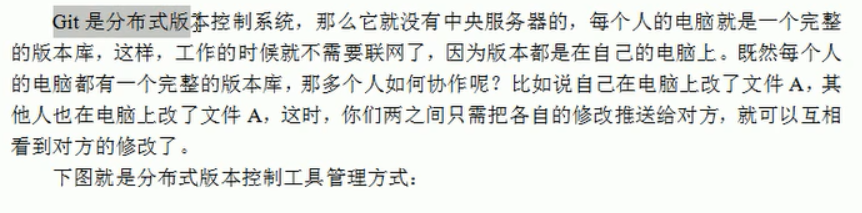 Git 是分布式版本控制系统，那么它就没有中央服务器的，每个人的电脑就是一个完整
的版本库，这样，工作的时候就不需要联网了，因为版本都是在自己的电脑上。既然每个人
的电脑都有一个完整的版本库，那多个人如何协作呢？比如说自己在电脑上改了文件 A，其
他人也在电脑上改了文件 A，这时，你们两之间只需把各自的修改推送给对方，就可以互相
看到对方的修改了。
下图就是分布式版本控制工具管理方式：